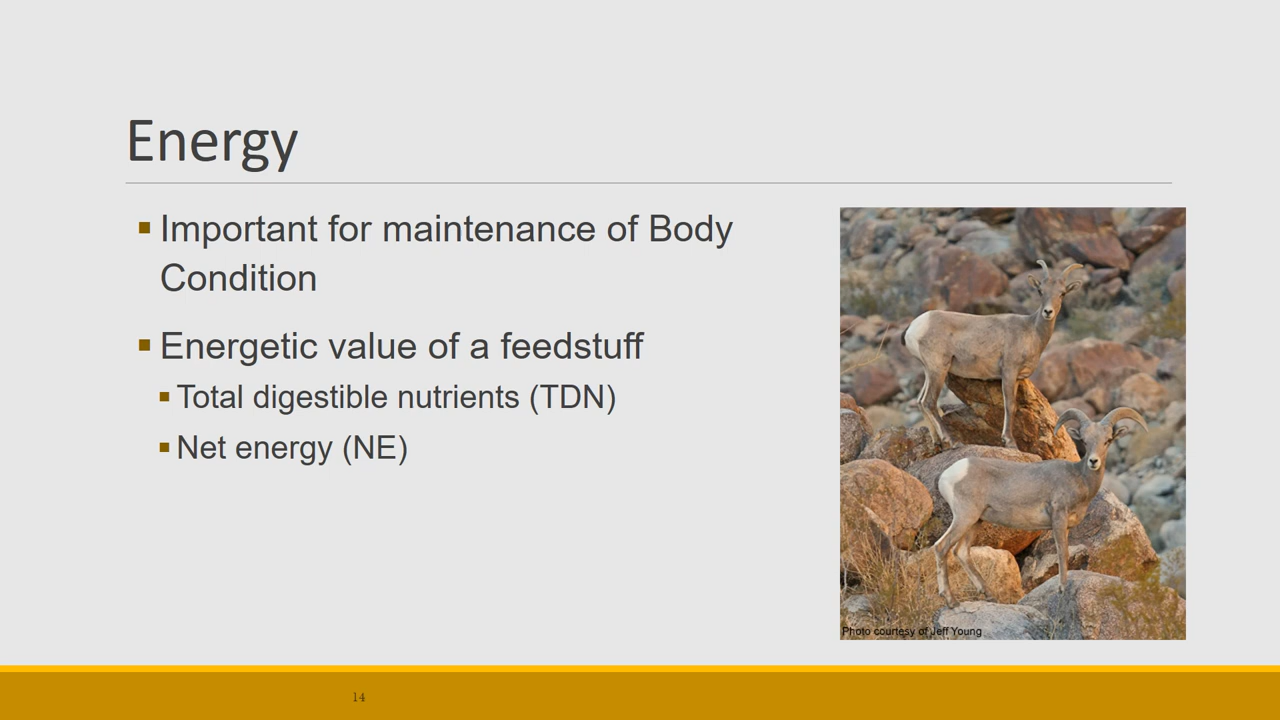 Energy
Important for maintenance of Body
Condition
Energetic value of a feedstuff
Total digestible nutrients (TDN)
Net energy (NE)
Photo courtesy of Jeff Young
14